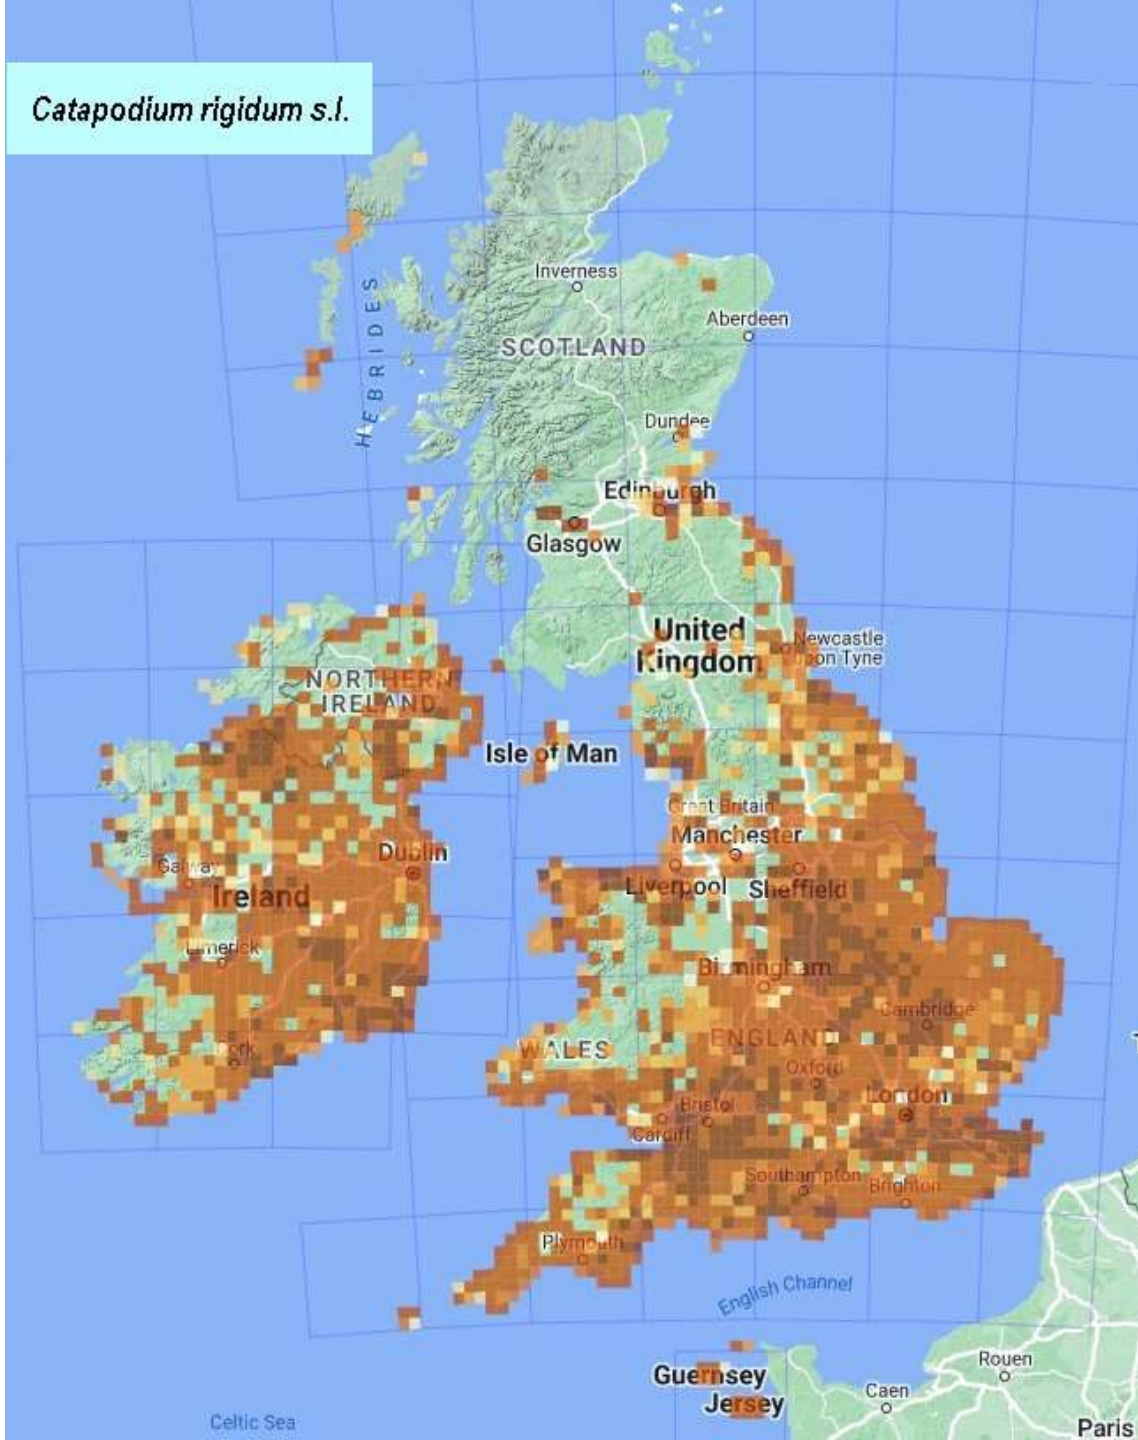 Catapodium rigidum s.l.
Inverness
Aberdeen
SCOTLAND
HEBRIDES
Dundee
Edinburgh
Glasgow
United
Kingdom
Newcastle
upon Tyne
NORTHERN
IRELAND
Isle of Man
Great Britain
Manchester
Dublin
Galway
Liverpool
Sheffield
Ireland
Limerick
Birmingham
Cambridge
ENGLAND
Cork
WALES
Oxford
London
Bristol
Cardiff
Southampton
Brighton
Plymouth
English Channel
Guernsey
Jersey
Rouen
Caen
Celtic Sea
Paris